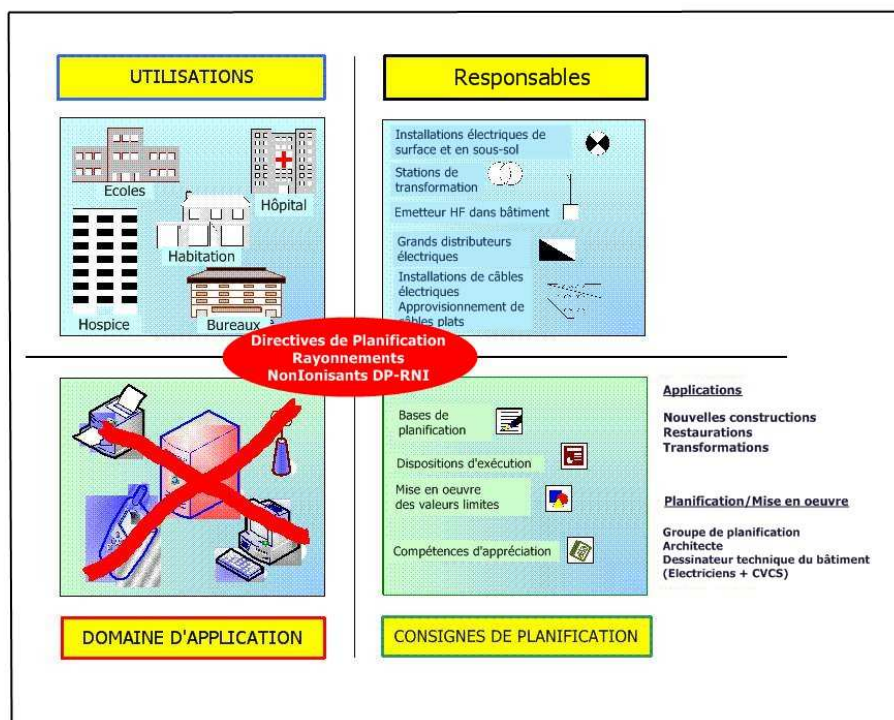 UTILISATIONS
Responsables
Ecoles
Hôpital
Habitation
Hospice
Bureaux
Installations électriques de
surface et en sous-sol
Stations de
transformation
Emetteur HF dans bâtiment
Grands distributeurs
électriques
Installations de câbles
électriques
Approvisionnement de
câbles plats
Directives de Planification
Rayonnements
NonIonisants DP-RNI
Bases de
planification
Dispositions d'exécution
Mise en oeuvre
des valeurs limites
Compétences d'appréciation
Applications
Nouvelles constructions
Restaurations
Transformations
Planification/Mise en oeuvre
Groupe de planification
Architecte
Dessinateur technique du bâtiment
(Electriciens + CVCS)
DOMAINE D'APPLICATION
CONSIGNES DE PLANIFICATION